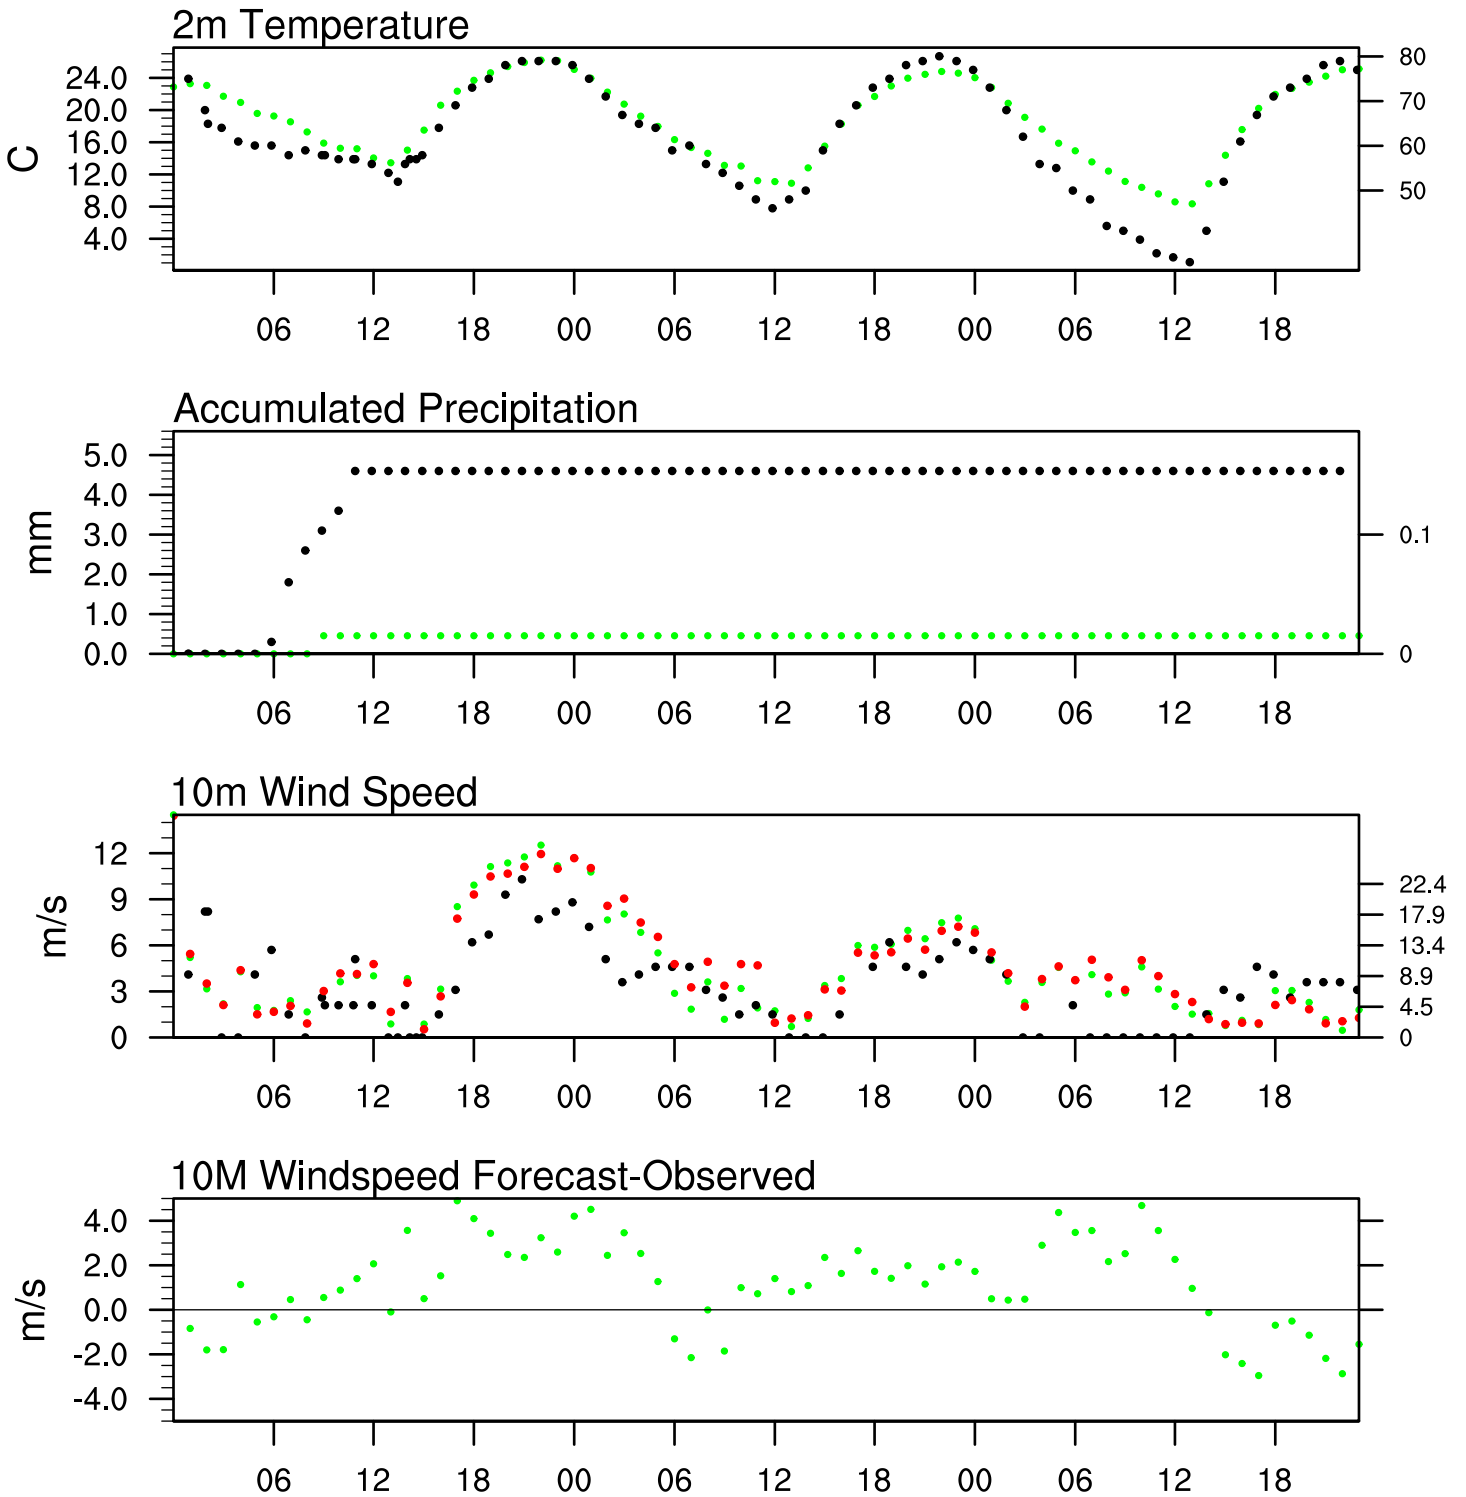 2m Temperature
C
24.0
20.0
16.0
12.0
8.0
4.0
80
70
60
50
06 12 18 00 06 12 18 00 06 12 18
Accumulated Precipitation
mm
5.0
4.0
3.0
2.0
1.0
0.0
0.1
0
06 12 18 00 06 12 18 00 06 12 18
10m Wind Speed
m/s
12
9
6
3
0
22.4
17.9
13.4
8.9
4.5
0
06 12 18 00 06 12 18 00 06 12 18
10M Windspeed Forecast-Observed
m/s
4.0
2.0
0.0
-2.0
-4.0
06 12 18 00 06 12 18 00 06 12 18